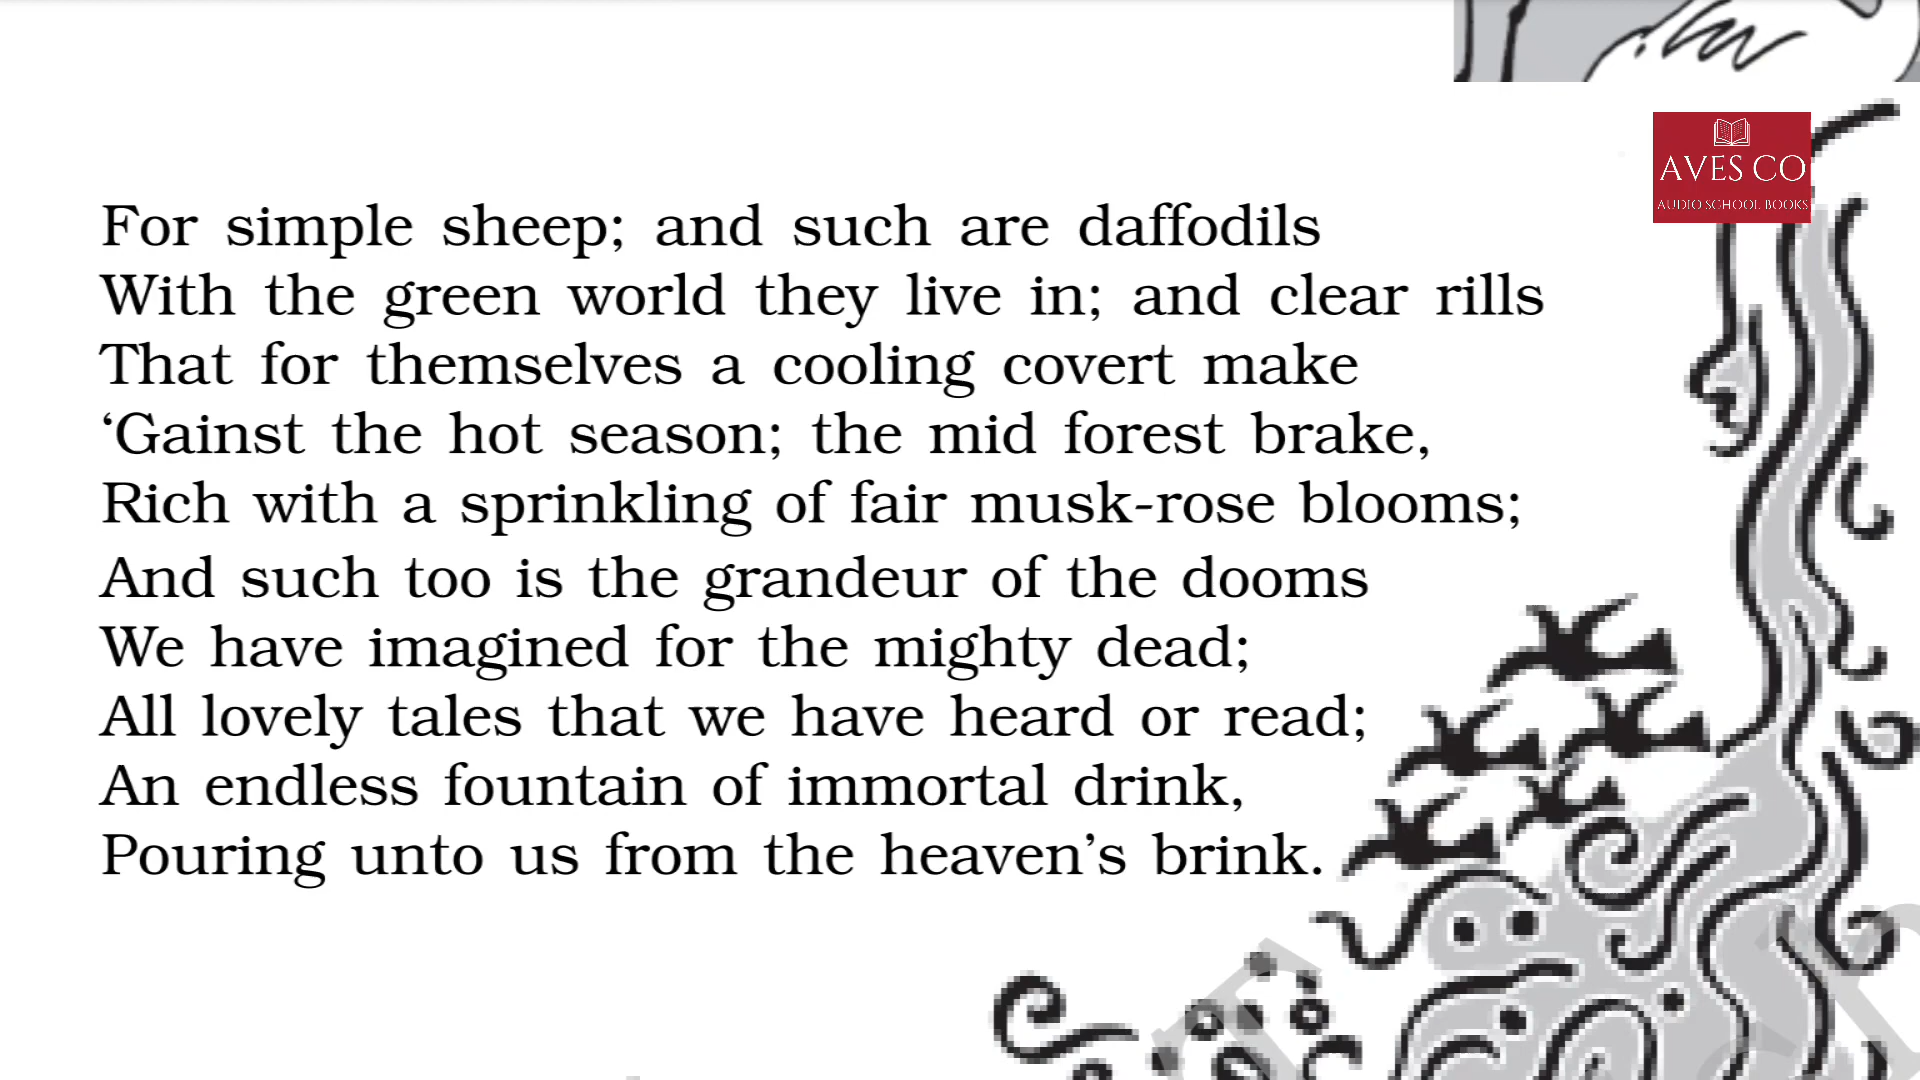 AVES CO
AUDIO SCHOOL BOOKS
For simple sheep; and such are daffodils
With the green world they live in; and clear rills
That for themselves a cooling covert make
‘Gainst the hot season; the mid forest brake,
Rich with a sprinkling of fair musk-rose blooms;
And such too is the grandeur of the dooms
We have imagined for the mighty dead;
All lovely tales that we have heard or read;
An endless fountain of immortal drink,
Pouring unto us from the heaven’s brink.